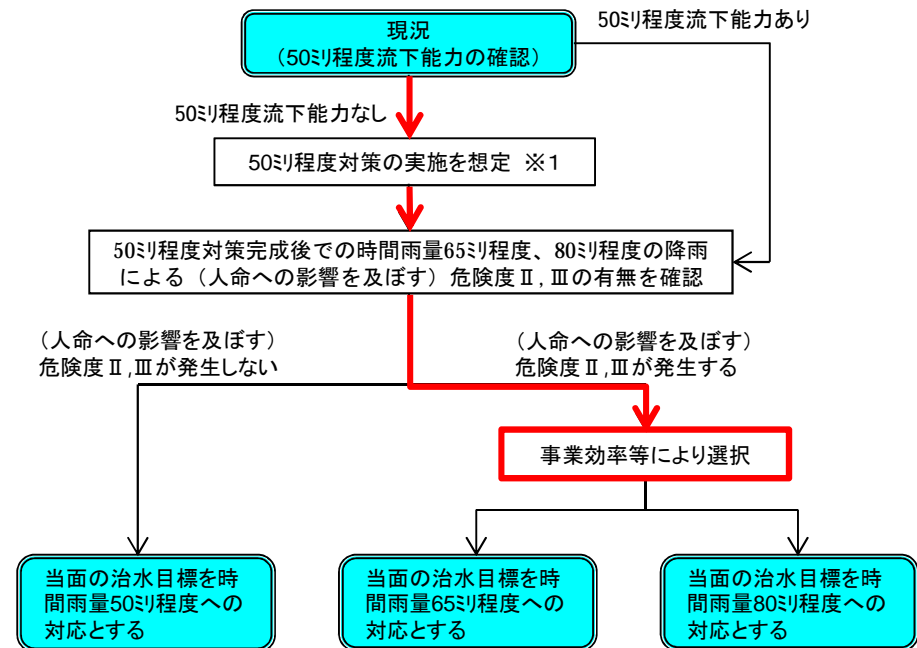 現況
（50ミリ程度流下能力の確認）
50ミリ程度流下能力あり
50ミリ程度流下能力なし
50ミリ程度対策の実施を想定 ※1
50ミリ程度対策完成後での時間雨量65ミリ程度、80ミリ程度の降雨
による（人命への影響を及ぼす）危険度Ⅱ,Ⅲの有無を確認
（人命への影響を及ぼす）
危険度Ⅱ,Ⅲが発生しない
（人命への影響を及ぼす）
危険度Ⅱ,Ⅲが発生する
事業効率等により選択
当面の治水目標を時
間雨量50ミリ程度への
対応とする
当面の治水目標を時
間雨量65ミリ程度への
対応とする
当面の治水目標を時
間雨量80ミリ程度への
対応とする